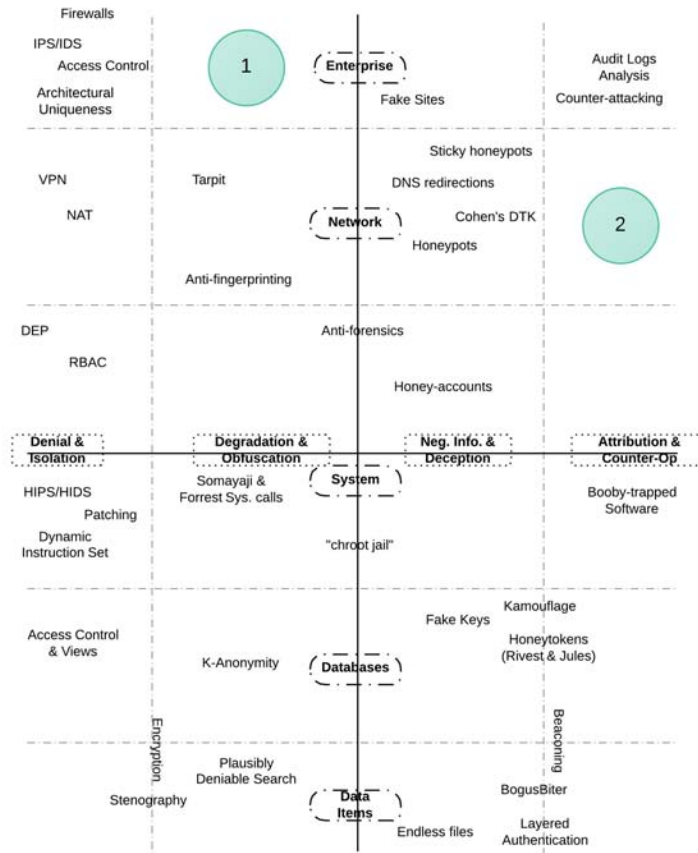 Firewalls
IPS/IDS
Access Control
Architectural
Uniqueness
1
Enterprise
Fake Sites
Audit Logs
Analysis
Counter-attacking
VPN
NAT
Tarpit
Anti-fingerprinting
Network
Sticky honeypots
DNS redirections
Cohen's DTK
Honeypots
2
DEP
RBAC
Anti-forensics
Honey-accounts
Denial &
Isolation
Degradation &
Obfuscation
Neg. Info. &
Deception
Attribution &
Counter-Op
HIPS/HIDS
Patching
Dynamic
Instruction Set
Somayaji &
Forrest Sys. calls
System
"chroot jail"
Booby-trapped
Software
Access Control
& Views
K-Anonymity
Databases
Fake Keys
Kamouflage
Honeytokens
(Rivest & Jules)
Encryption
Beaconing
Stenography
Plausibly
Deniable Search
Data
Items
Endless files
BogusBiter
Layered
Authentication